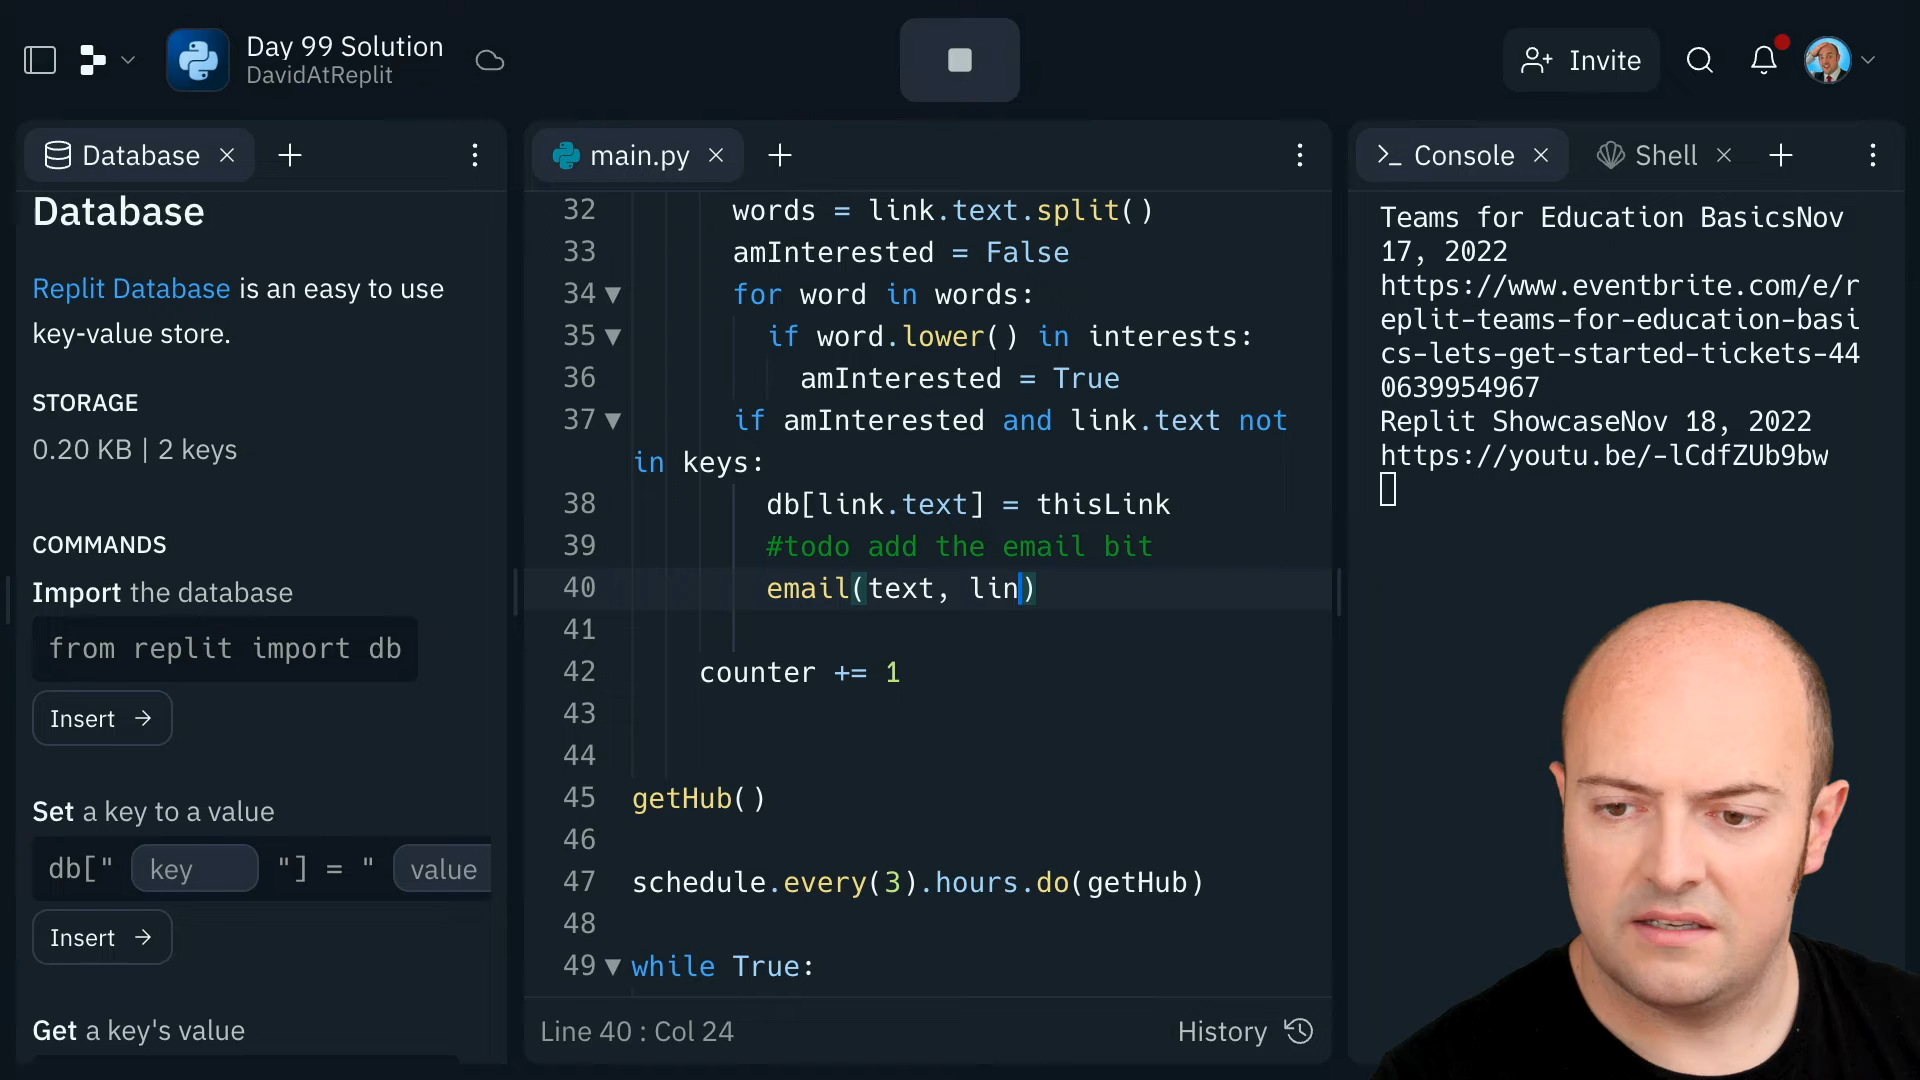 Day 99 Solution
DavidAtReplit
Invite
Database
Database
Replit Database is an easy to use
key-value store.
STORAGE
0.20 KB | 2 keys
COMMANDS
Import the database
from replit import db
Insert →
Set a key to a value
db[" key "] = " value
Insert →
Get a key's value
main.py
32 words = link.text.split()
33 amInterested = False
34 for word in words:
35 if word.lower() in interests:
36 amInterested = True
37 if amInterested and link.text not
in keys:
38 db[link.text] = thisLink
39 #todo add the email bit
40 email(text, lin)
41
42 counter += 1
43
44
45 getHub()
46
47 schedule.every(3).hours.do(getHub)
48
49 while True:
Line 40 : Col 24
History
Console
Shell
Teams for Education BasicsNov
17, 2022
https://www.eventbrite.com/e/r
eplit-teams-for-education-basi
cs-lets-get-started-tickets-44
0639954967
Replit ShowcaseNov 18, 2022
https://youtu.be/-lCdfZUb9bw